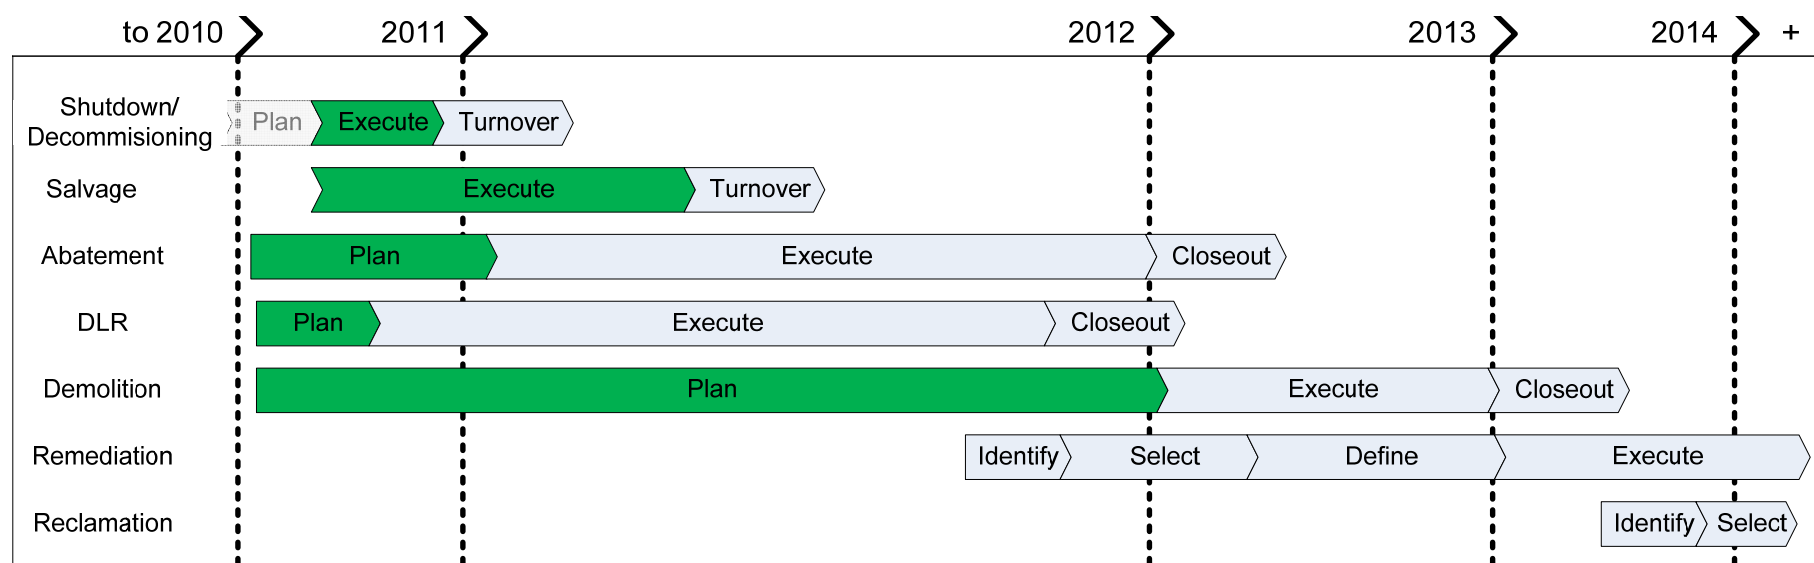 to 2010 2011 2012 2013 2014 +
Shutdown/
Decommisioning
Plan Execute Turnover
Salvage Execute Turnover
Abatement Plan Execute Closeout
DLR Plan Execute Closeout
Demolition Plan Execute Closeout
Remediation Identify Select Define Execute
Reclamation Identify Select